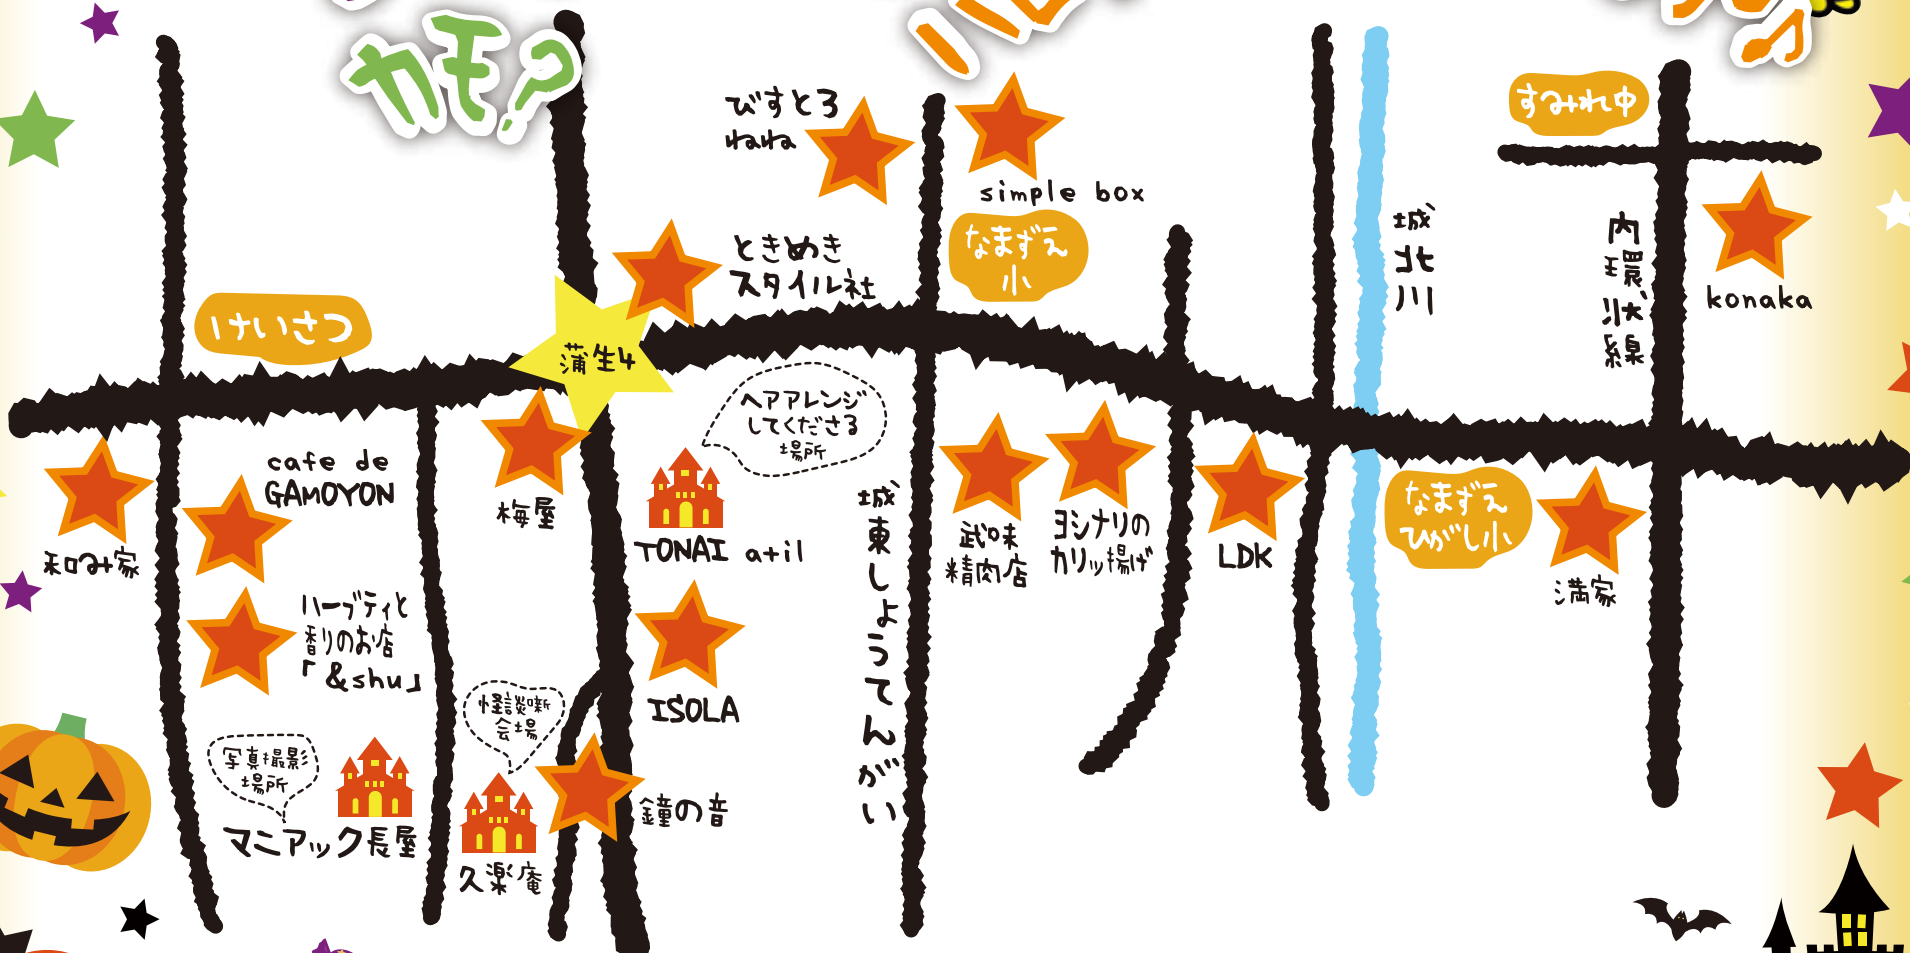 カモ?
びすとろ
ねね
simple box
すみれ中
ときめき
スタイル社
なまずえ
小
城北川
内環状線
konaka
けいさつ
蒲生4
ヘアアレンジ
してくださる
場所
cafe de
GAMOYON
梅屋
和み家
TONAI atil
城東しょうてんがい
武味
精肉店
ヨシナリの
カリッ揚げ
LDK
なまずえ
ひがし小
満家
ハーブティと
香りのお店
「&shu」
ISOLA
怪談噺
会場
写真撮影
場所
マニアック長屋
久楽庵
鐘の音